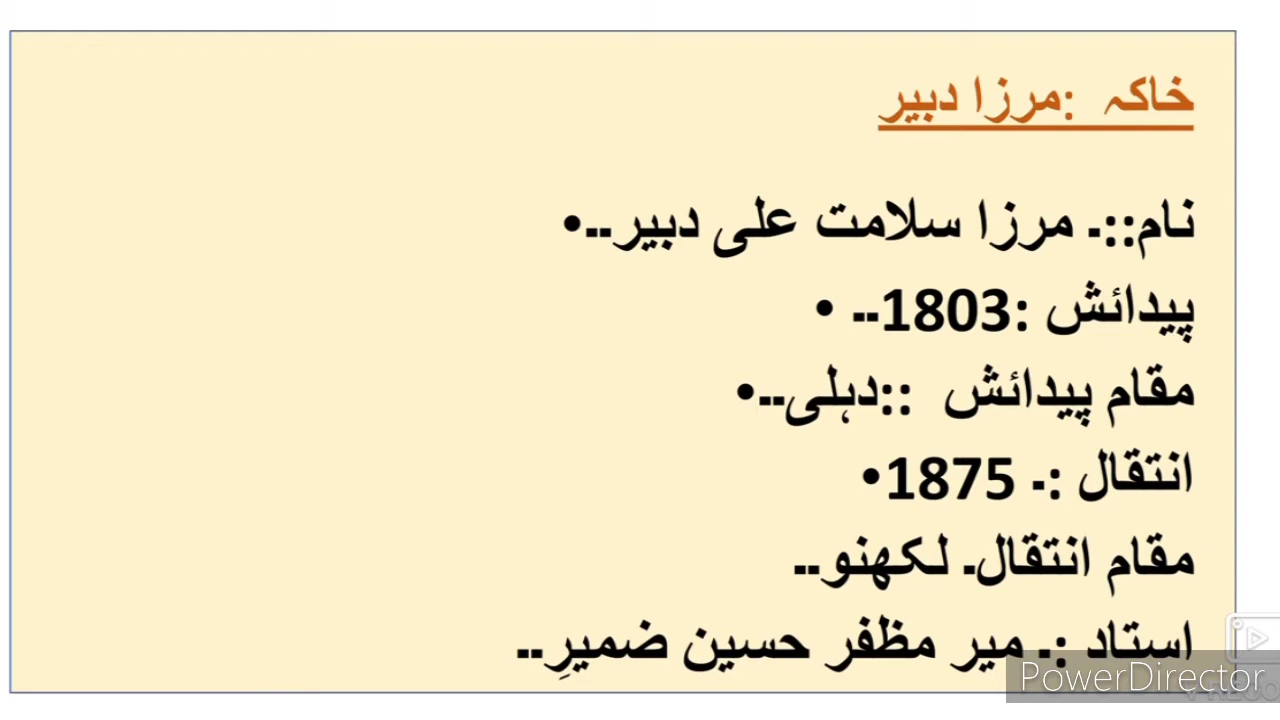 خاکہ :مرزا دبیر
نام::۔ مرزا سلامت علی دبیر۔۔•
پیدائش :1803۔۔ •
مقام پیدائش ::دہلی۔۔•
انتقال :۔ 1875•
مقام انتقال۔ لکھنو۔۔
استاد :۔ میر مظفر حسین ضمیرِ۔۔
PowerDirector